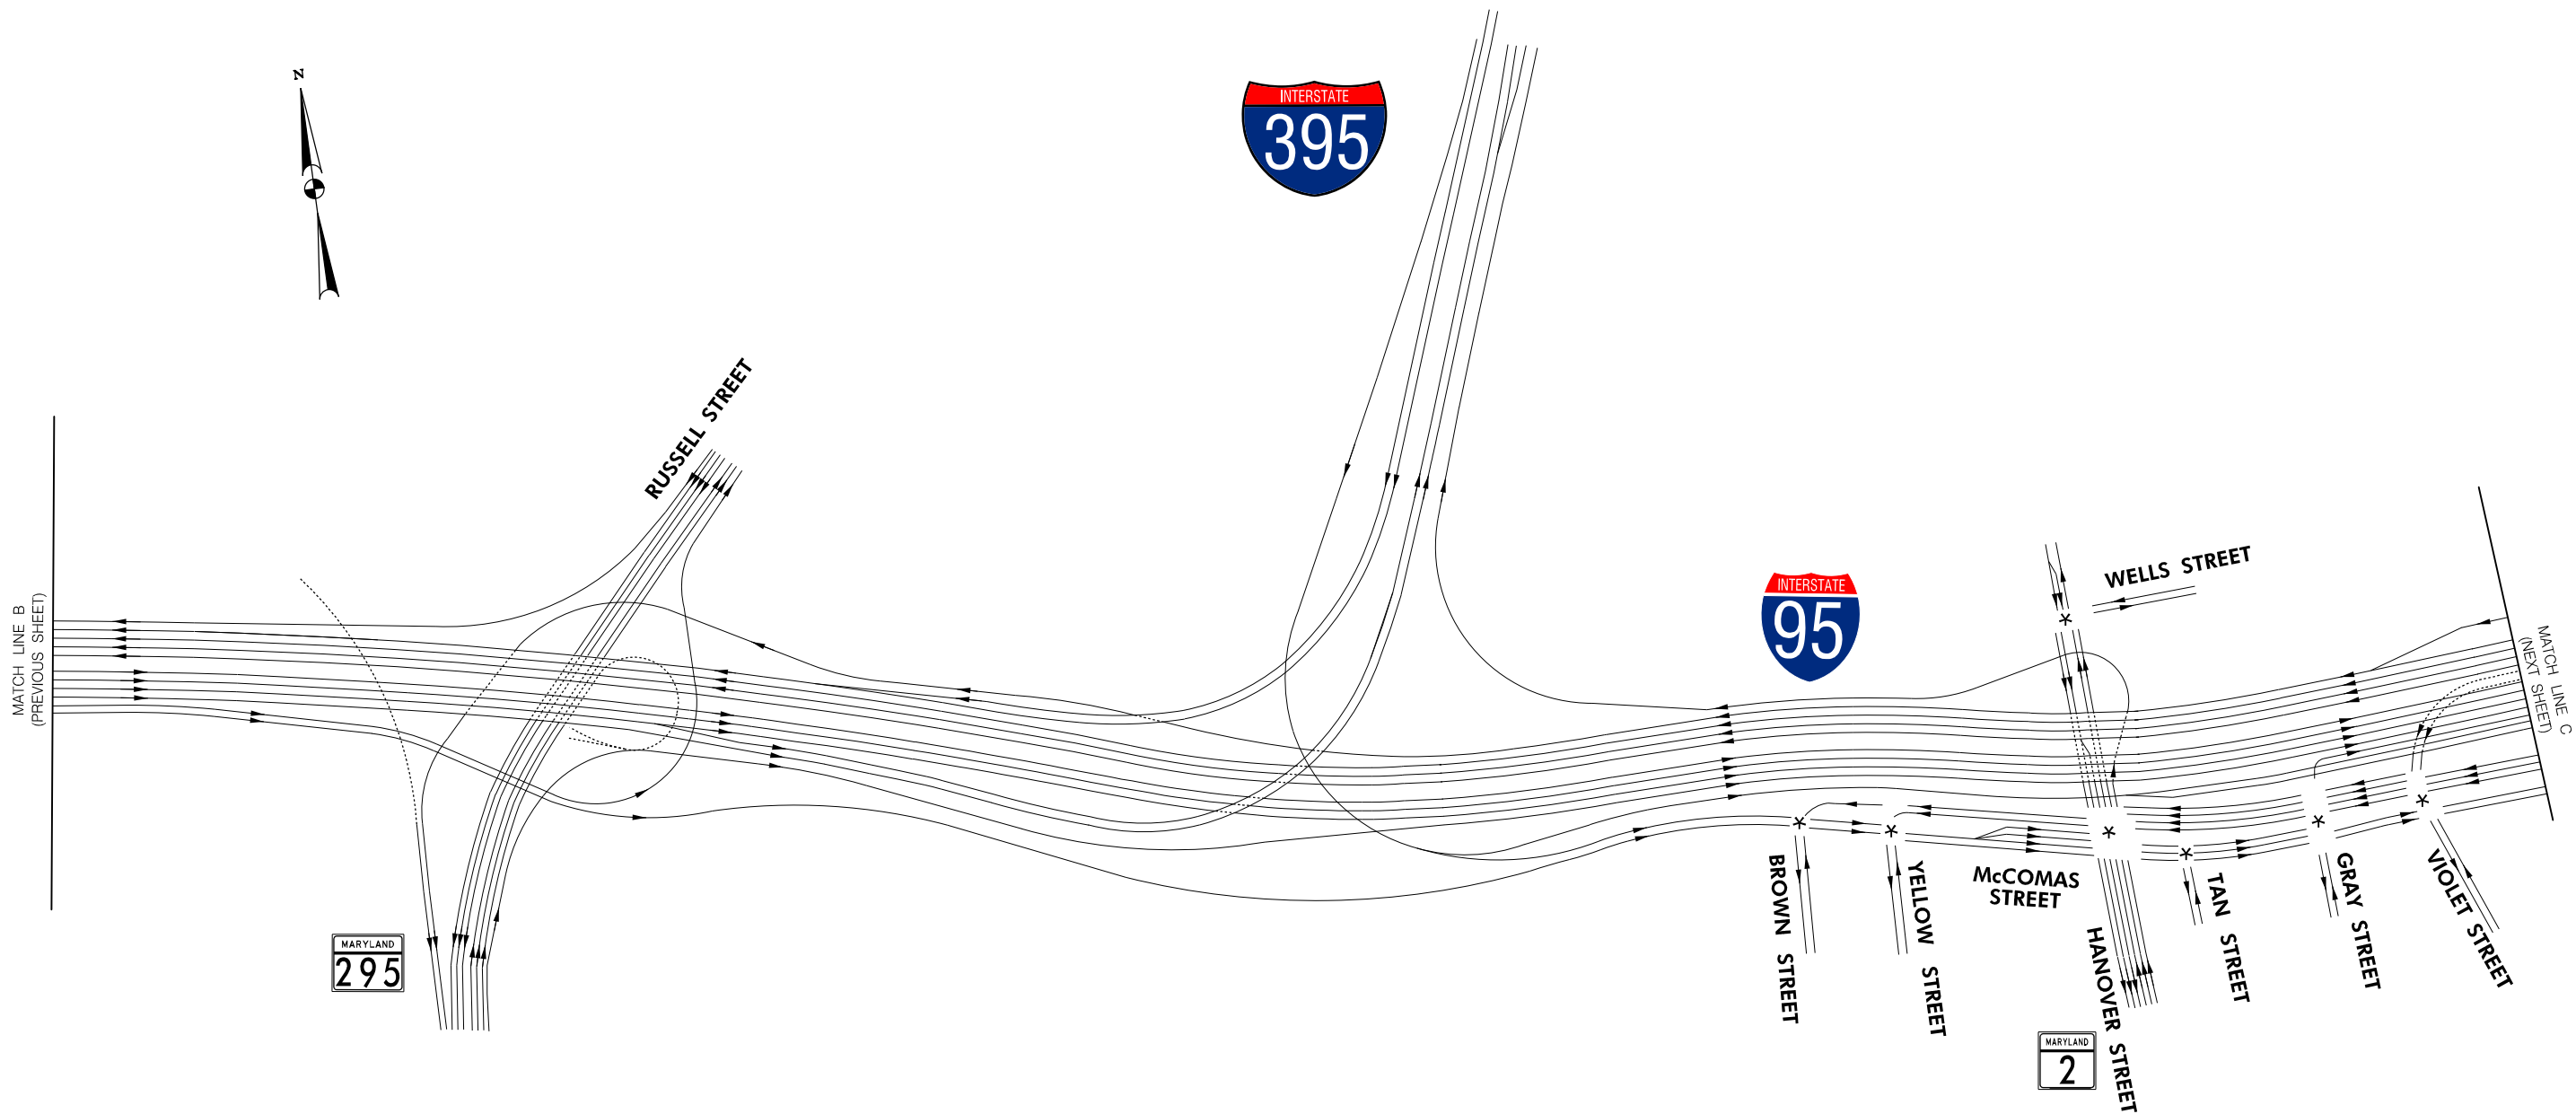 N
INTERSTATE
395
RUSSELL STREET
MATCH LINE B
(PREVIOUS SHEET)
INTERSTATE
95
WELLS STREET
MATCH LINE C
(NEXT SHEET)
McCOMAS
STREET
BROWN STREET
YELLOW STREET
HANOVER STREET
TAN STREET
GRAY STREET
VIOLET STREET
MARYLAND
295
MARYLAND
2